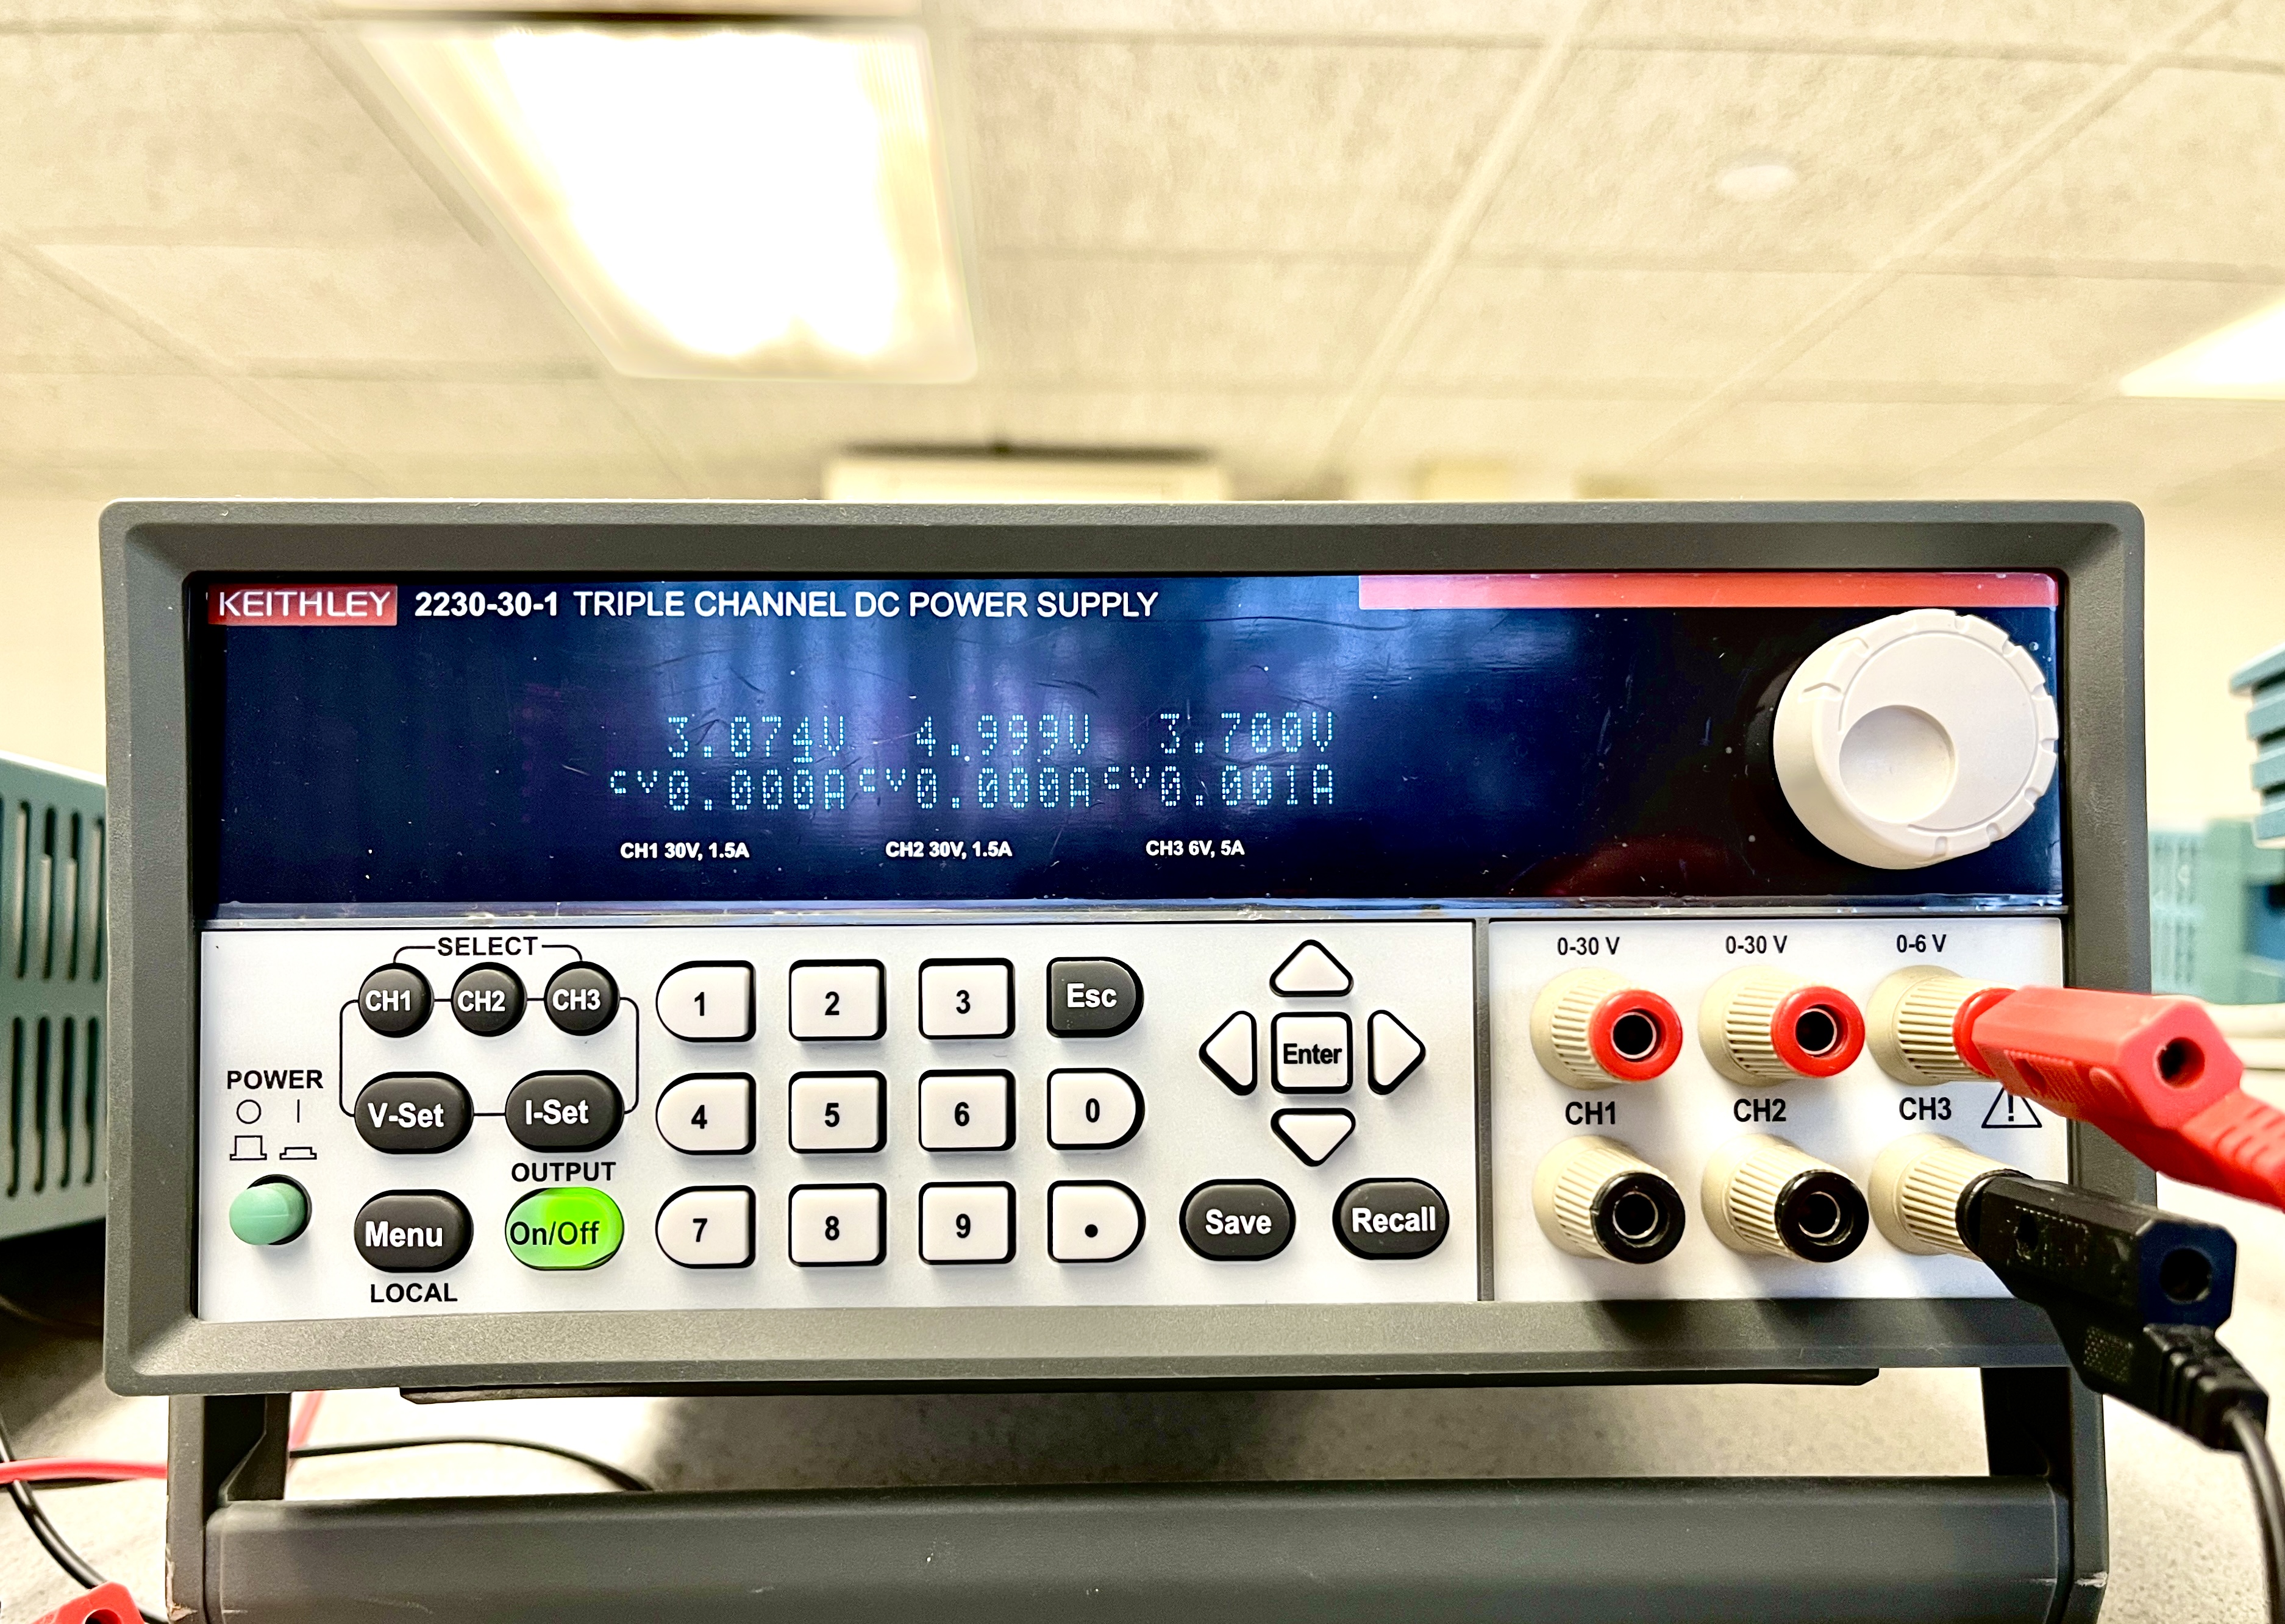 KEITHLEY 2230-30-1 TRIPLE CHANNEL DC POWER SUPPLY
3.074V 4.999V 3.700V
cv0.000A cv0.000A cv0.001A
CH1 30V, 1.5A CH2 30V, 1.5A CH3 6V, 5A
SELECT
CH1 CH2 CH3
V-Set I-Set
POWER
OUTPUT
Menu On/Off
LOCAL
1 2 3 Esc
4 5 6 0
7 8 9 .
Enter
Save Recall
0-30 V 0-30 V 0-6 V
CH1 CH2 CH3